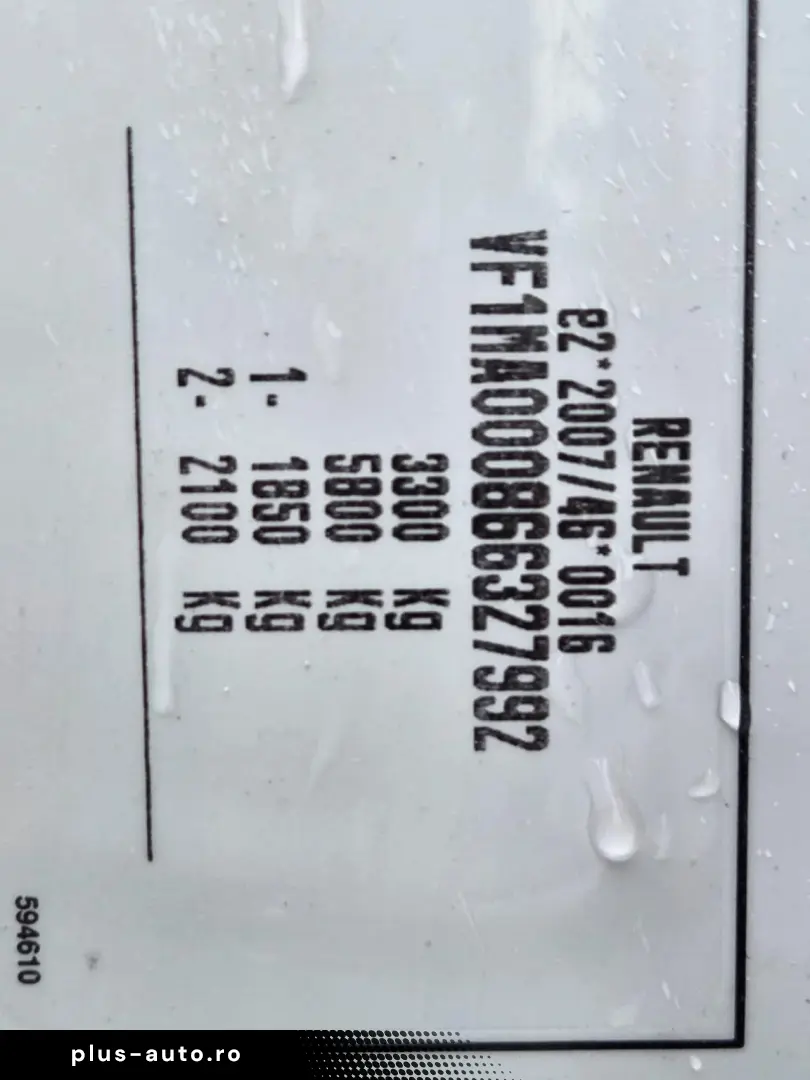 RENAULT
e2*2007/46*0016
VF1MA000866327992
3300 Kg
5800 Kg
1- 1850 Kg
2- 2100 Kg
594610
plus-auto.ro